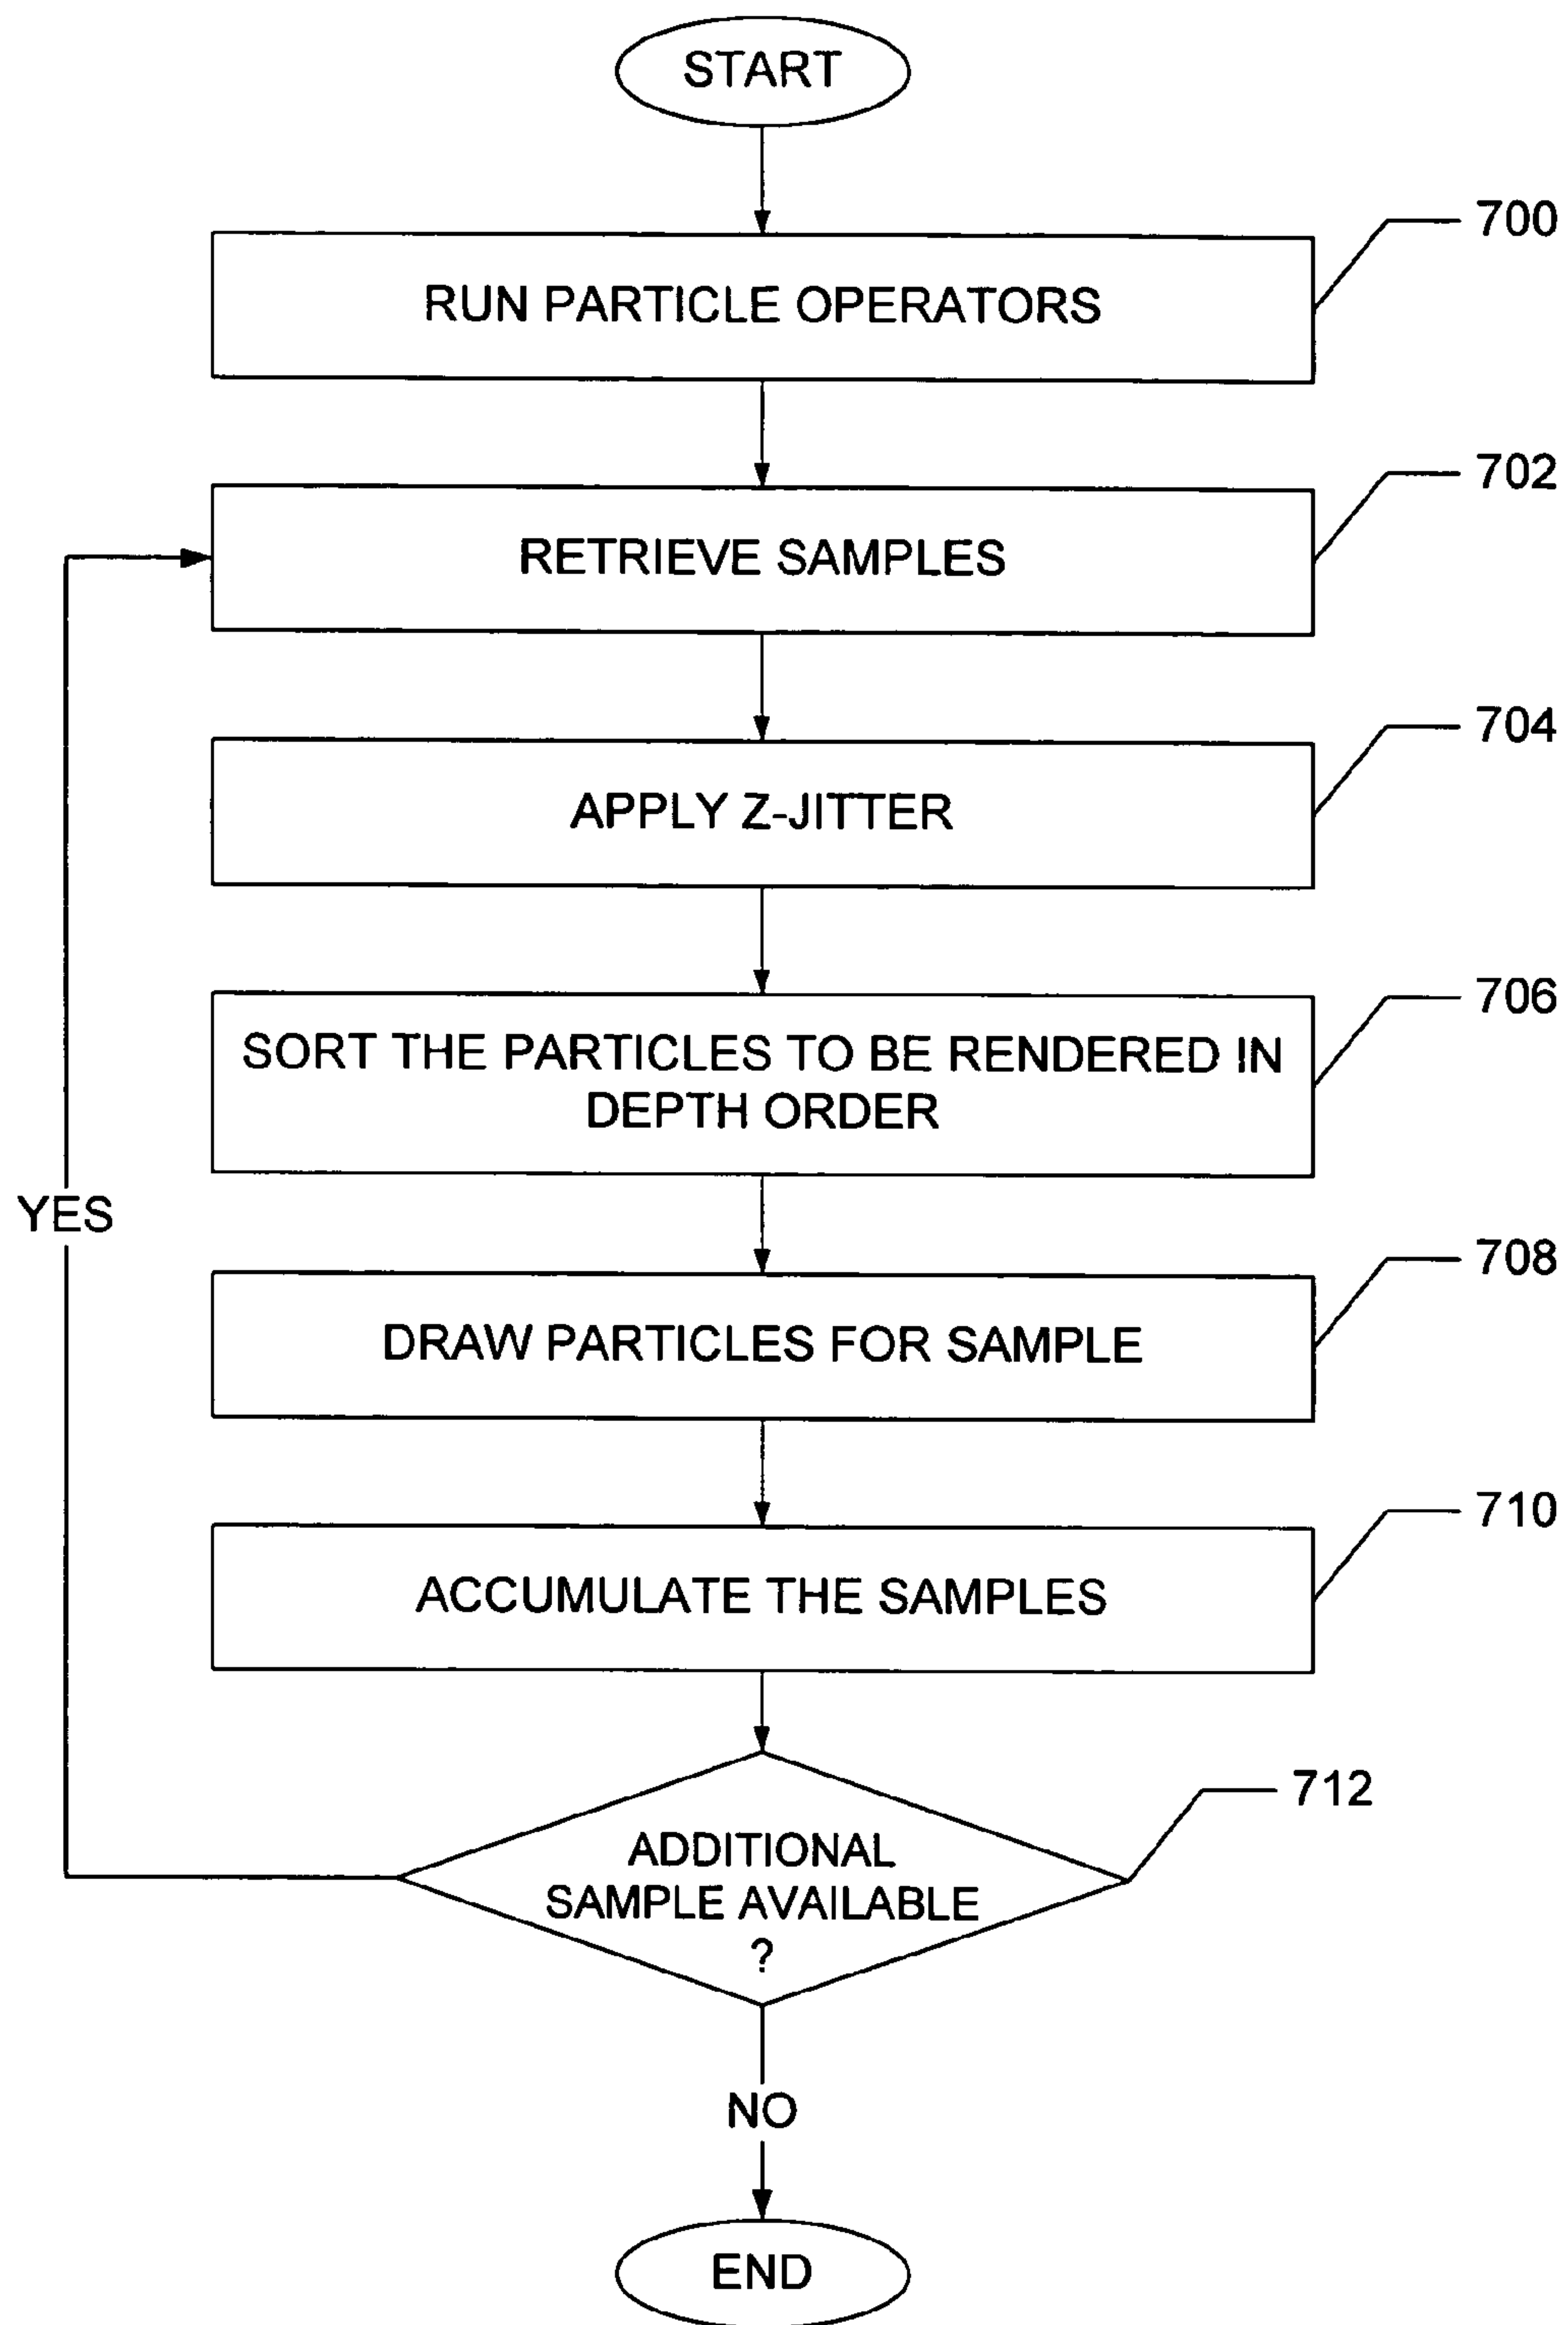 START
700
RUN PARTICLE OPERATORS
702
RETRIEVE SAMPLES
704
APPLY Z-JITTER
706
SORT THE PARTICLES TO BE RENDERED IN
DEPTH ORDER
YES
708
DRAW PARTICLES FOR SAMPLE
710
ACCUMULATE THE SAMPLES
712
ADDITIONAL
SAMPLE AVAILABLE
?
NO
END